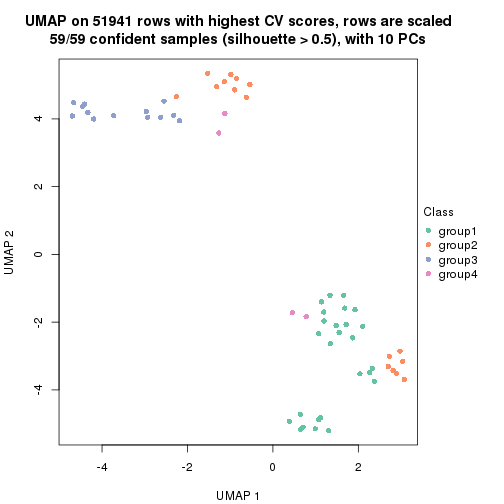 UMAP on 51941 rows with highest CV scores, rows are scaled
59/59 confident samples (silhouette > 0.5), with 10 PCs
4
2
0
-2
-4
UMAP 2
-4
-2
0
2
UMAP 1
Class
group1
group2
group3
group4